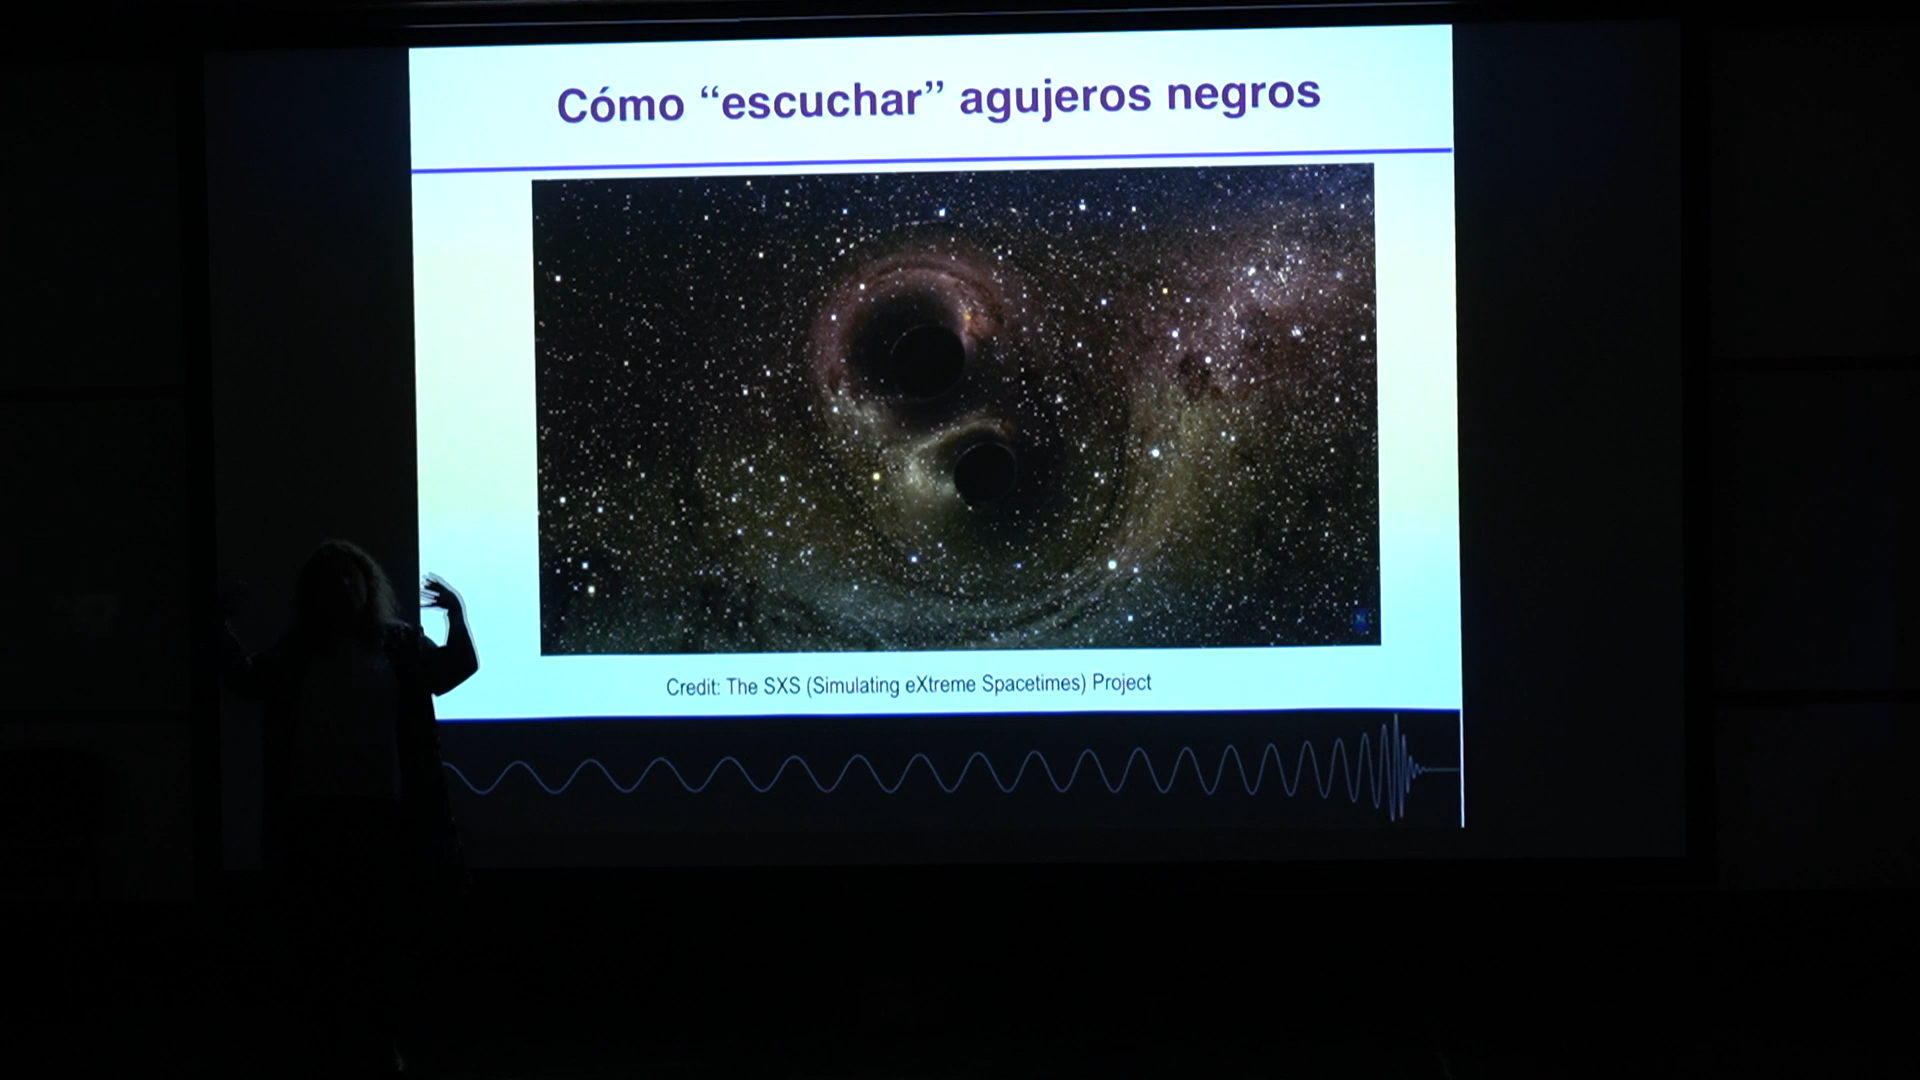 Cómo “escuchar” agujeros negros
Credit: The SXS (Simulating eXtreme Spacetimes) Project